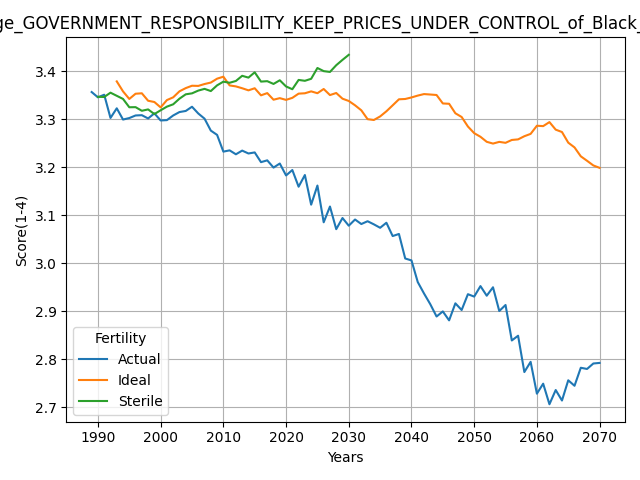 ge_GOVERNMENT_RESPONSIBILITY_KEEP_PRICES_UNDER_CONTROL_of_Black_
Score(1-4)
3.4
3.3
3.2
3.1
3.0
2.9
2.8
2.7
Fertility
Actual
Ideal
Sterile
1990 2000 2010 2020 2030 2040 2050 2060 2070
Years